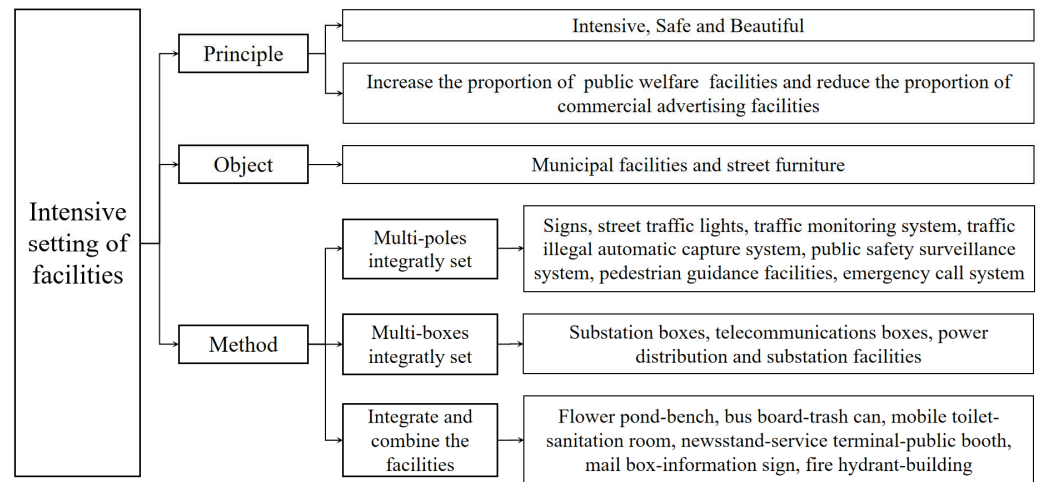 Intensive
setting of
facilities
Principle
Intensive, Safe and Beautiful
Increase the proportion of public welfare facilities and reduce the proportion of
commercial advertising facilities
Object
Municipal facilities and street furniture
Method
Multi-poles
integratly set
Signs, street traffic lights, traffic monitoring system, traffic
illegal automatic capture system, public safety surveillance
system, pedestrian guidance facilities, emergency call system
Multi-boxes
integratly set
Substation boxes, telecommunications boxes, power
distribution and substation facilities
Integrate and
combine the
facilities
Flower pond-bench, bus board-trash can, mobile toilet-
sanitation room, newsstand-service terminal-public booth,
mail box-information sign, fire hydrant-building